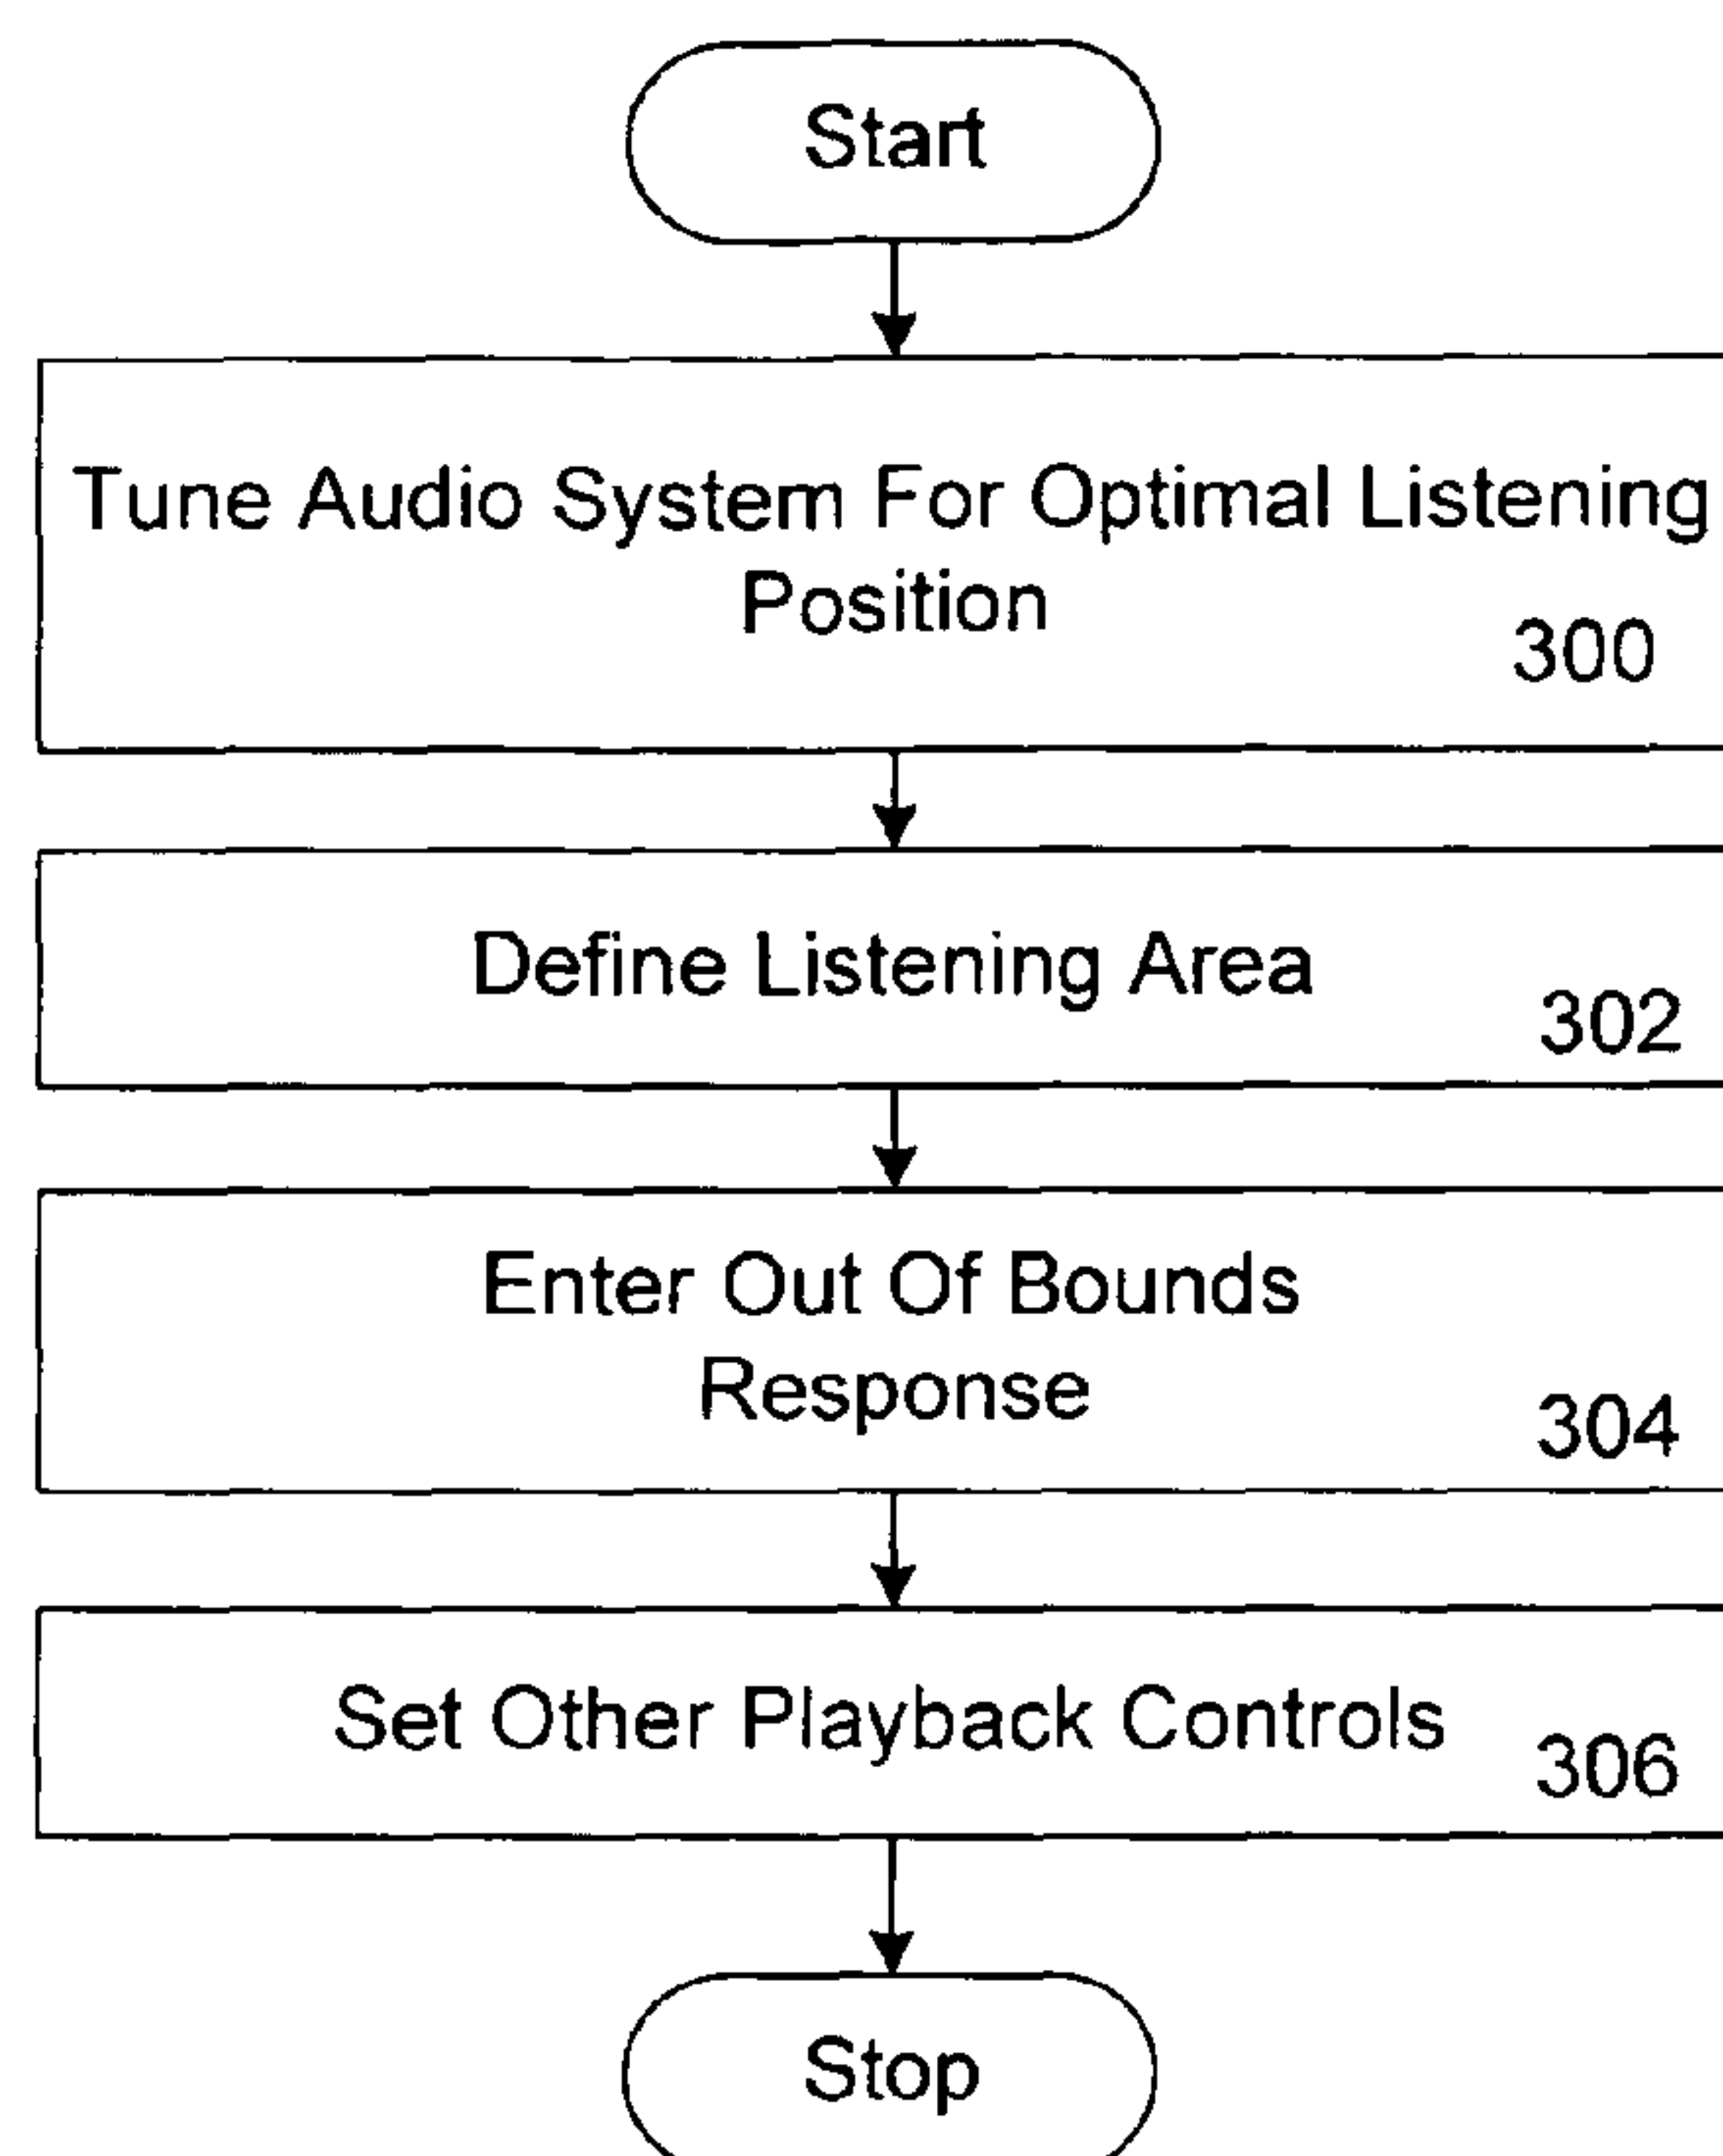 Start
Tune Audio System For Optimal Listening
Position
300
Define Listening Area
302
Enter Out Of Bounds
Response
304
Set Other Playback Controls
306
Stop